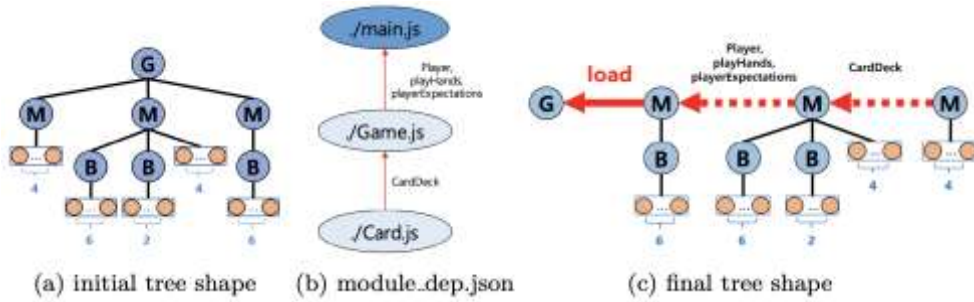 G
M
M
M
B
B
B
...
...
...
...
...
4
4
6
2
6
(a) initial tree shape
./main.js
Player,
playHands,
playerExpectations
./Game.js
CardDeck
./Card.js
(b) module_dep.json
load
Player,
playHands,
playerExpectations
CardDeck
G
M
M
M
B
B
B
...
...
...
...
...
4
4
6
6
2
(c) final tree shape